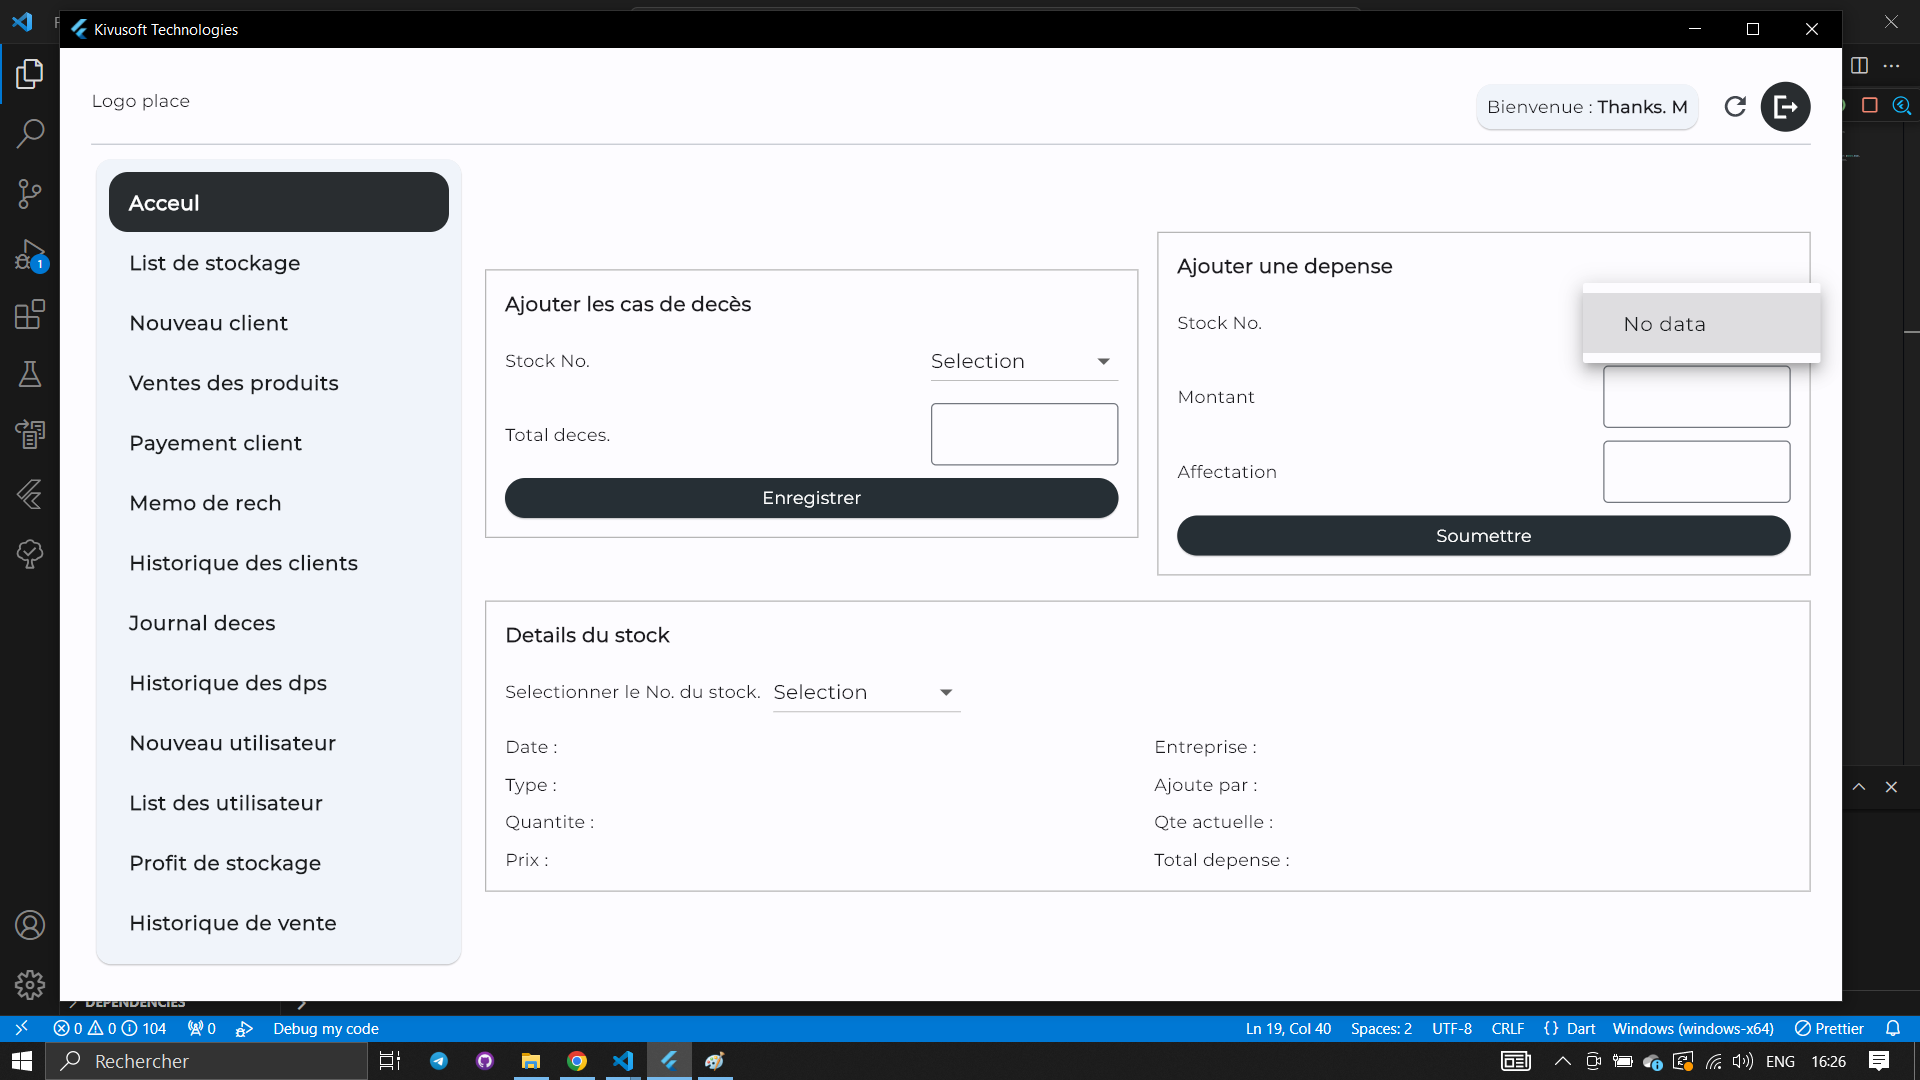 Kivusoft Technologies
Logo place
Bienvenue : Thanks. M
Acceul
List de stockage
Nouveau client
Ventes des produits
Payement client
Memo de rech
Historique des clients
Journal deces
Historique des dps
Nouveau utilisateur
List des utilisateur
Profit de stockage
Historique de vente
Ajouter les cas de decès
Stock No.
Selection
Total deces.
Enregistrer
Ajouter une depense
Stock No.
No data
Montant
Affectation
Soumettre
Details du stock
Selectionner le No. du stock.
Selection
Date :
Entreprise :
Type :
Ajoute par :
Quantite :
Qte actuelle :
Prix :
Total depense :
1
DEPENDENCIES
0 0 104 0 Debug my code
Ln 19, Col 40 Spaces: 2 UTF-8 CRLF {} Dart Windows (windows-x64) Prettier
Rechercher
ENG 16:26